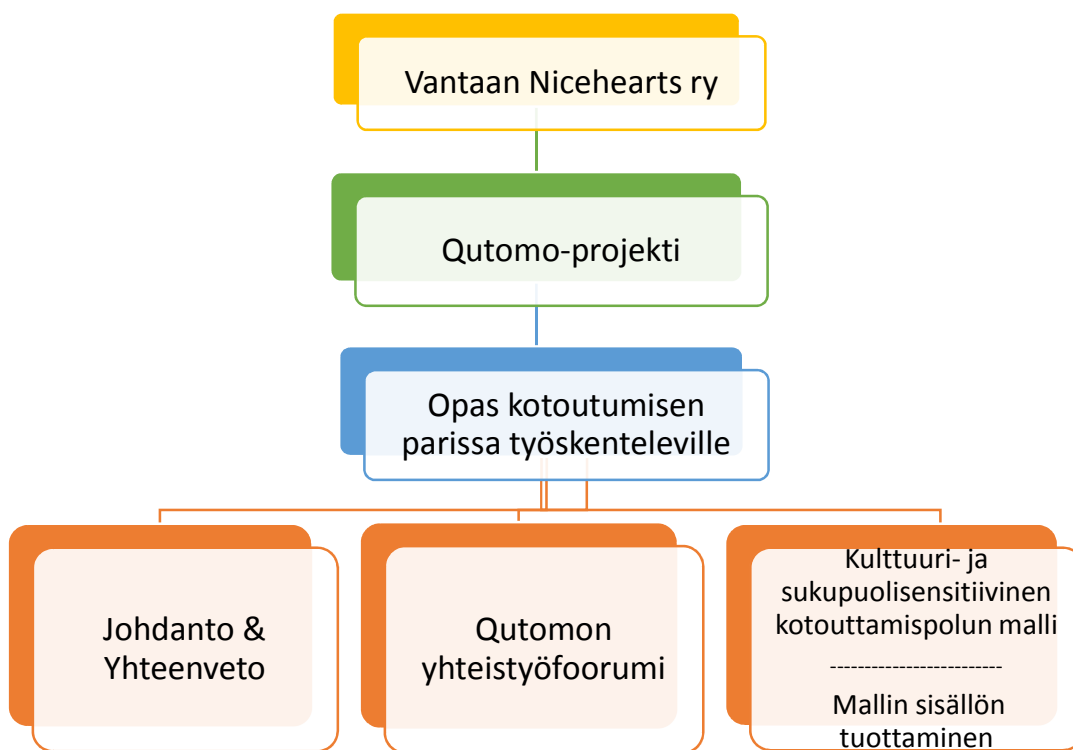 Vantaan Nicehearts ry
Qutomo-projekti
Opas kotoutumisen
parissa työskenteleville
Johdanto &
Yhteenveto
Qutomon
yhteistyöfoorumi
Kulttuuri- ja
sukupuolisensitiivinen
kotouttamispolun malli
-------------------------
Mallin sisällön
tuottaminen